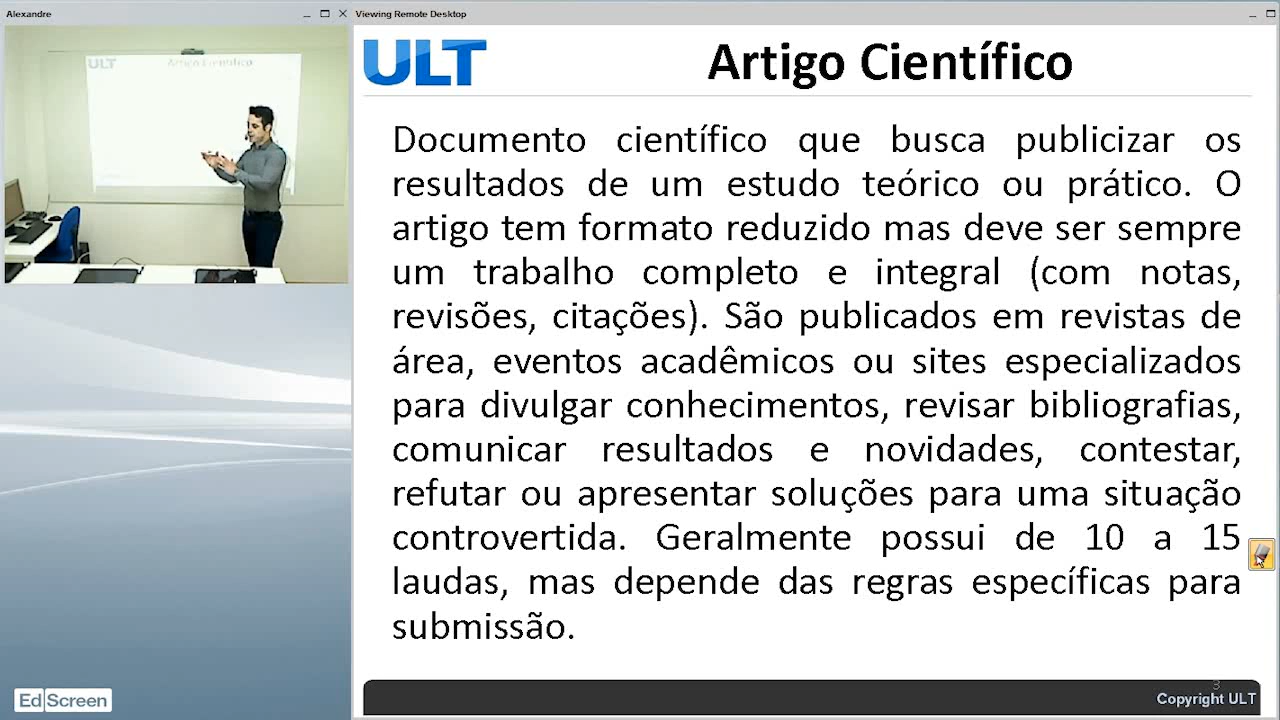 Alexandre
Viewing Remote Desktop
ULT
Artigo Científico
ULT
Artigo Científico
Documento científico que busca publicizar os
resultados de um estudo teórico ou prático. O
artigo tem formato reduzido mas deve ser sempre
um trabalho completo e integral (com notas,
revisões, citações). São publicados em revistas de
área, eventos acadêmicos ou sites especializados
para divulgar conhecimentos, revisar bibliografias,
comunicar resultados e novidades, contestar,
refutar ou apresentar soluções para uma situação
controvertida. Geralmente possui de 10 a 15
laudas, mas depende das regras específicas para
submissão.
3
Copyright ULT
EdScreen